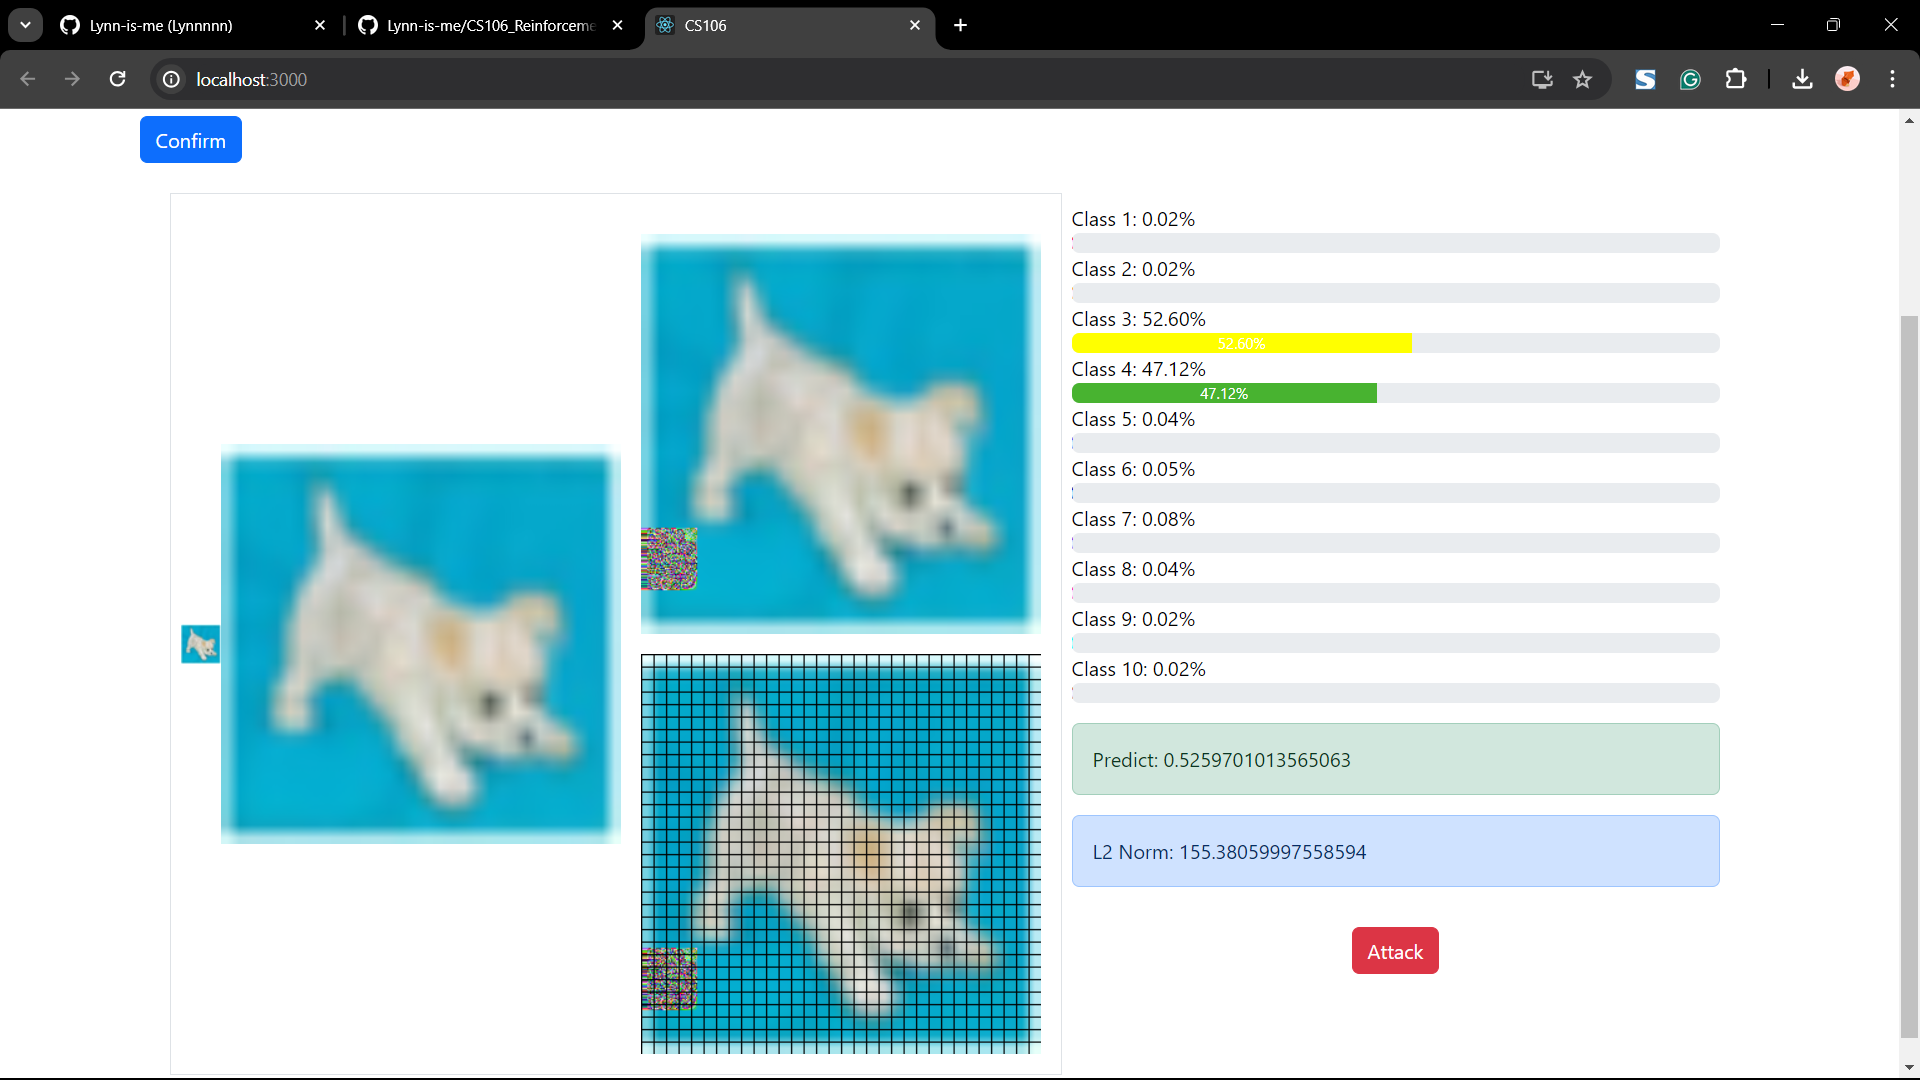 Lynn-is-me (Lynnnnn)
Lynn-is-me/CS106_Reinforceme
CS106
localhost:3000
Confirm
Class 1: 0.02%
Class 2: 0.02%
Class 3: 52.60%
52.60%
Class 4: 47.12%
47.12%
Class 5: 0.04%
Class 6: 0.05%
Class 7: 0.08%
Class 8: 0.04%
Class 9: 0.02%
Class 10: 0.02%
Predict: 0.5259701013565063
L2 Norm: 155.38059997558594
Attack